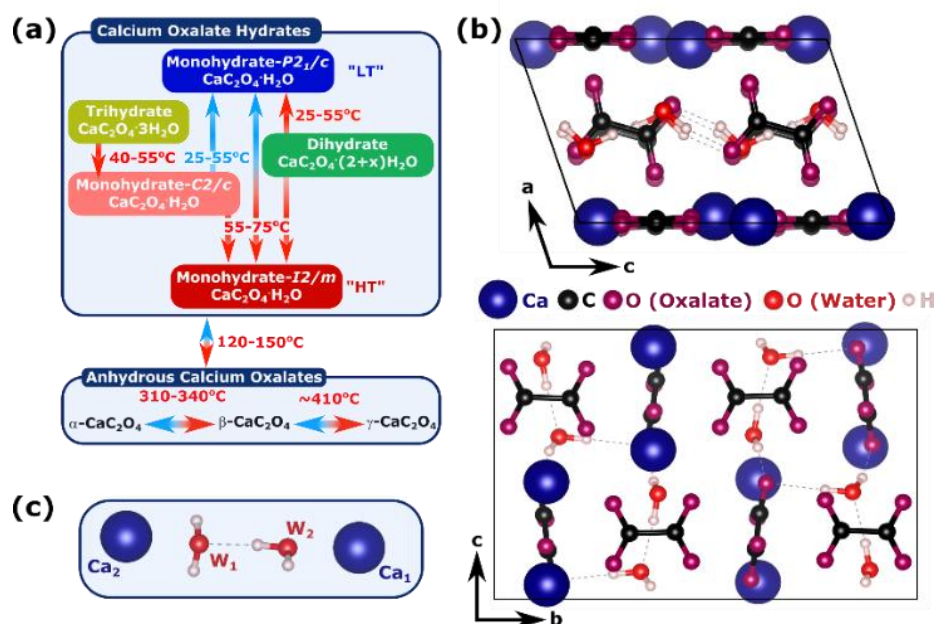 (a)
Calcium Oxalate Hydrates
Monohydrate-P2₁/c
CaC₂O₄·H₂O
"LT"
Trihydrate
CaC₂O₄·3H₂O
25-55°C
40-55°C
25-55°C
Dihydrate
CaC₂O₄·(2+x)H₂O
Monohydrate-C2/c
CaC₂O₄·H₂O
55-75°C
Monohydrate-I2/m
CaC₂O₄·H₂O
"HT"
120-150°C
Anhydrous Calcium Oxalates
310-340°C
~410°C
α-CaC₂O₄
β-CaC₂O₄
γ-CaC₂O₄
(b)
a
c
Ca C O (Oxalate) O (Water) H
c
b
(c)
Ca₂
W₁
W₂
Ca₁